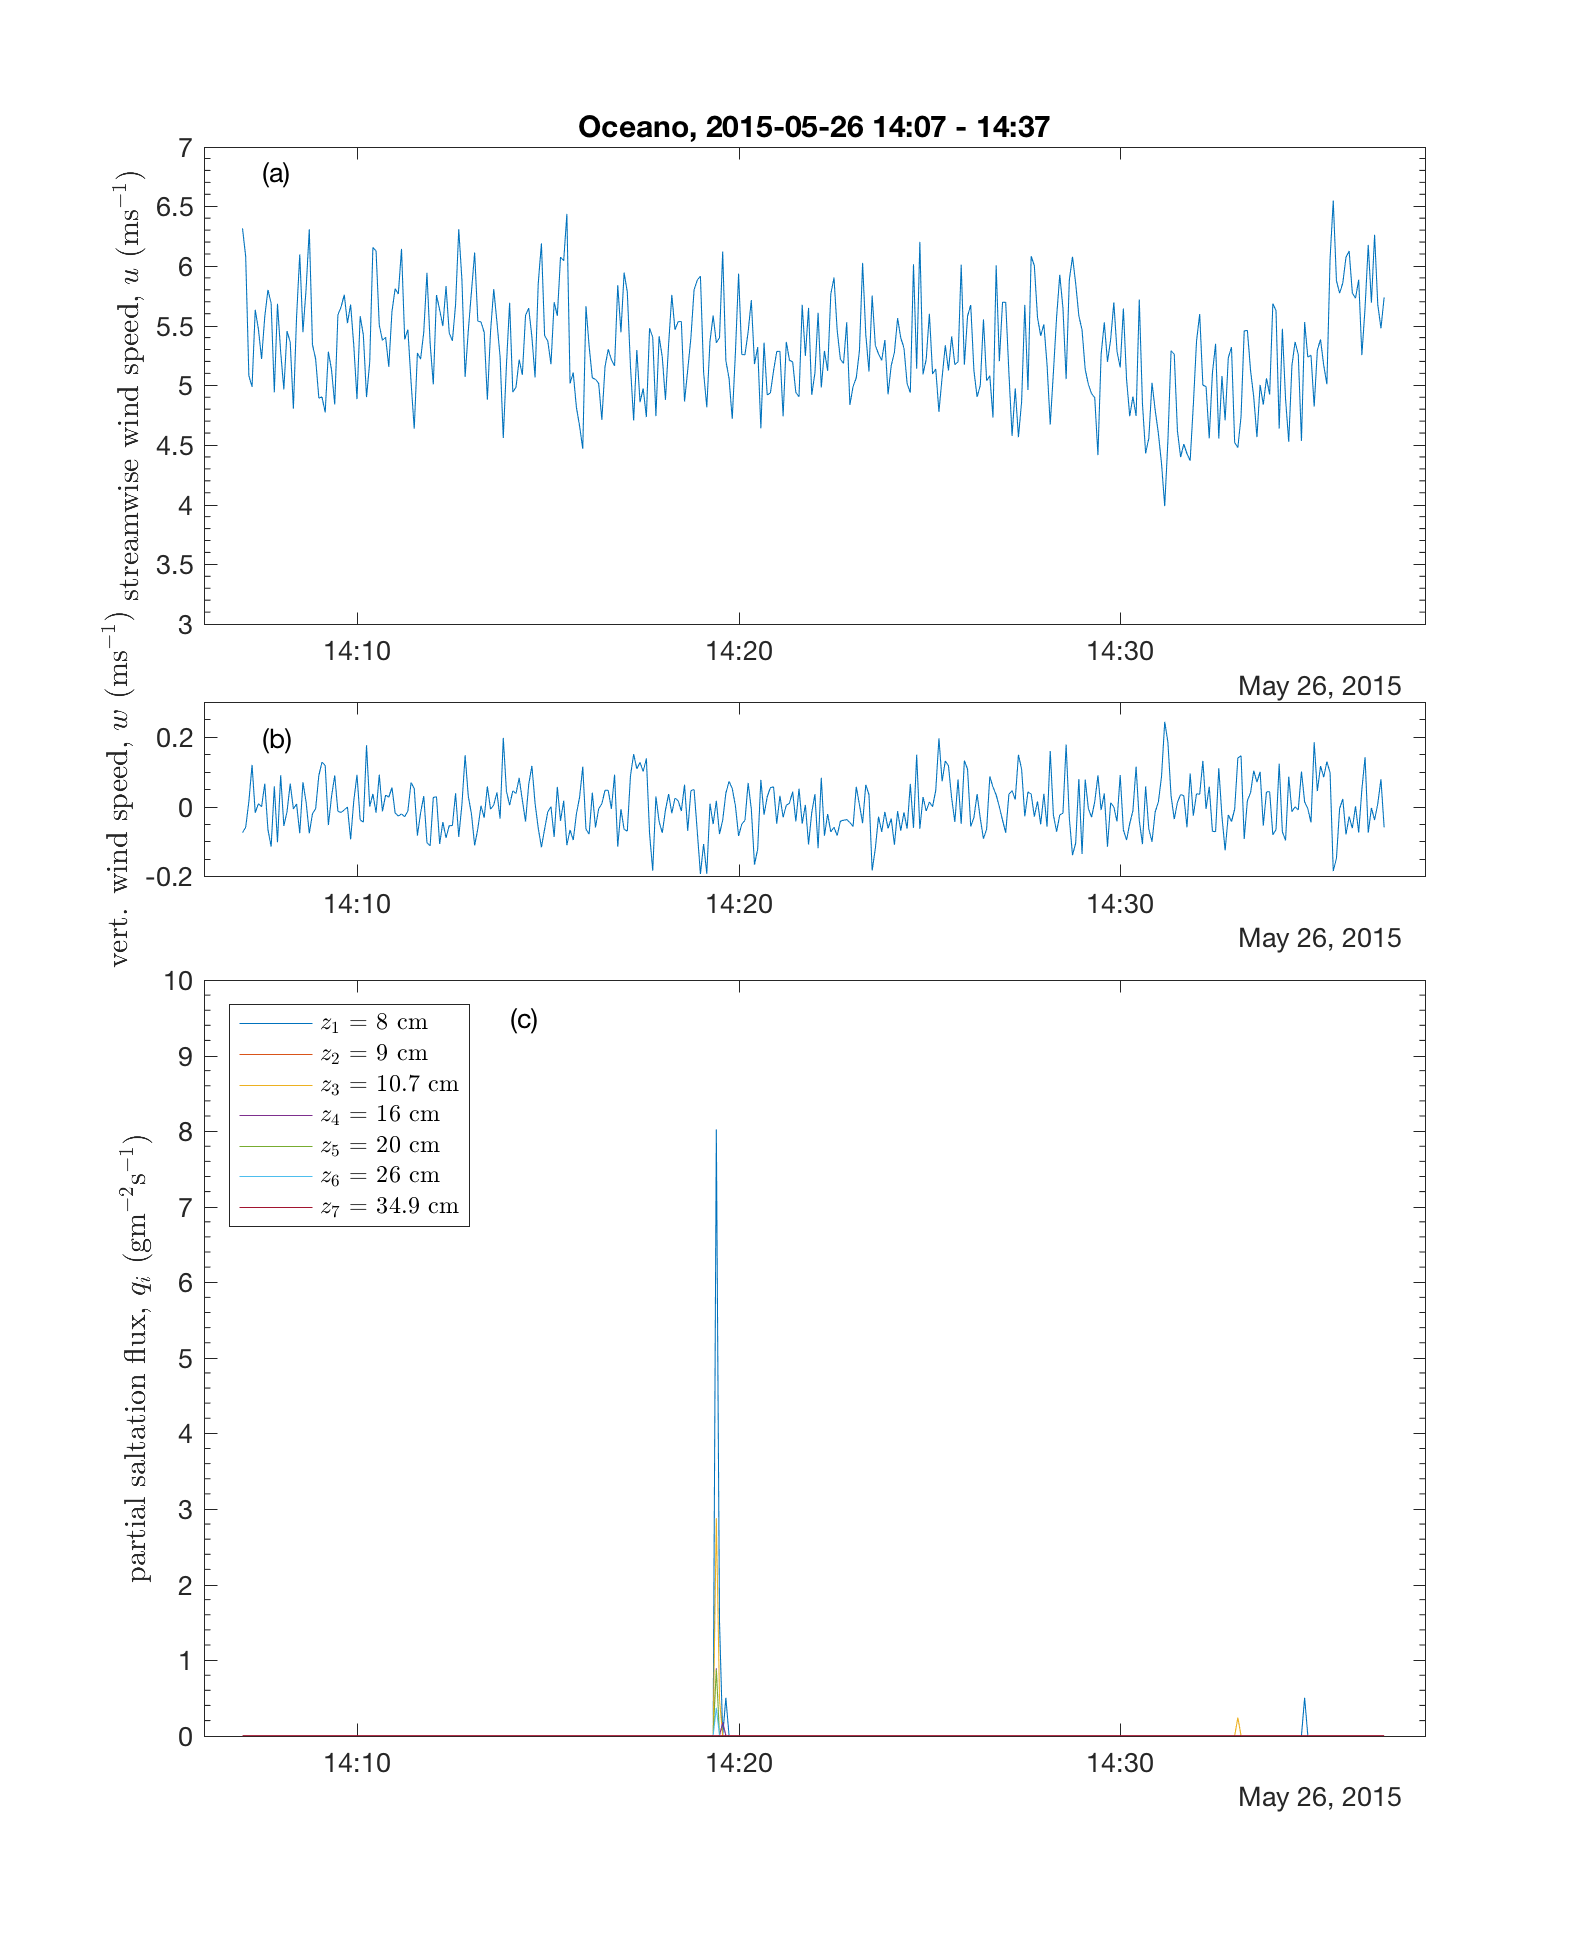 Oceano, 2015-05-26 14:07 - 14:37
(a)
streamwise wind speed, u (ms⁻¹)
7
6.5
6
5.5
5
4.5
4
3.5
3
14:10 14:20 14:30
May 26, 2015
(b)
vert. wind speed, w (ms⁻¹)
0.2
0
-0.2
14:10 14:20 14:30
May 26, 2015
(c)
partial saltation flux, qᵢ (gm⁻²s⁻¹)
10
9
8
7
6
5
4
3
2
1
0
z₁ = 8 cm
z₂ = 9 cm
z₃ = 10.7 cm
z₄ = 16 cm
z₅ = 20 cm
z₆ = 26 cm
z₇ = 34.9 cm
14:10 14:20 14:30
May 26, 2015